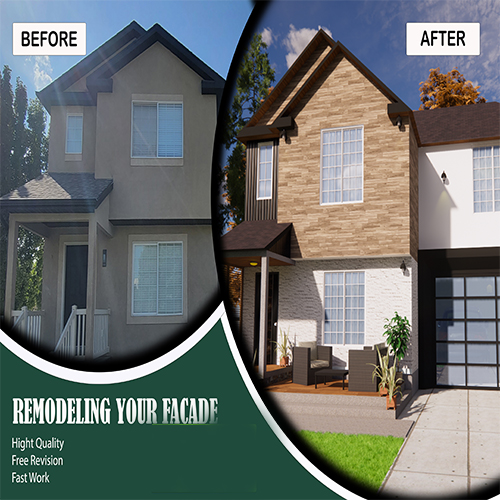 BEFORE
AFTER
REMODELING YOUR FACADE
Hight Quality
Free Revision
Fast Work